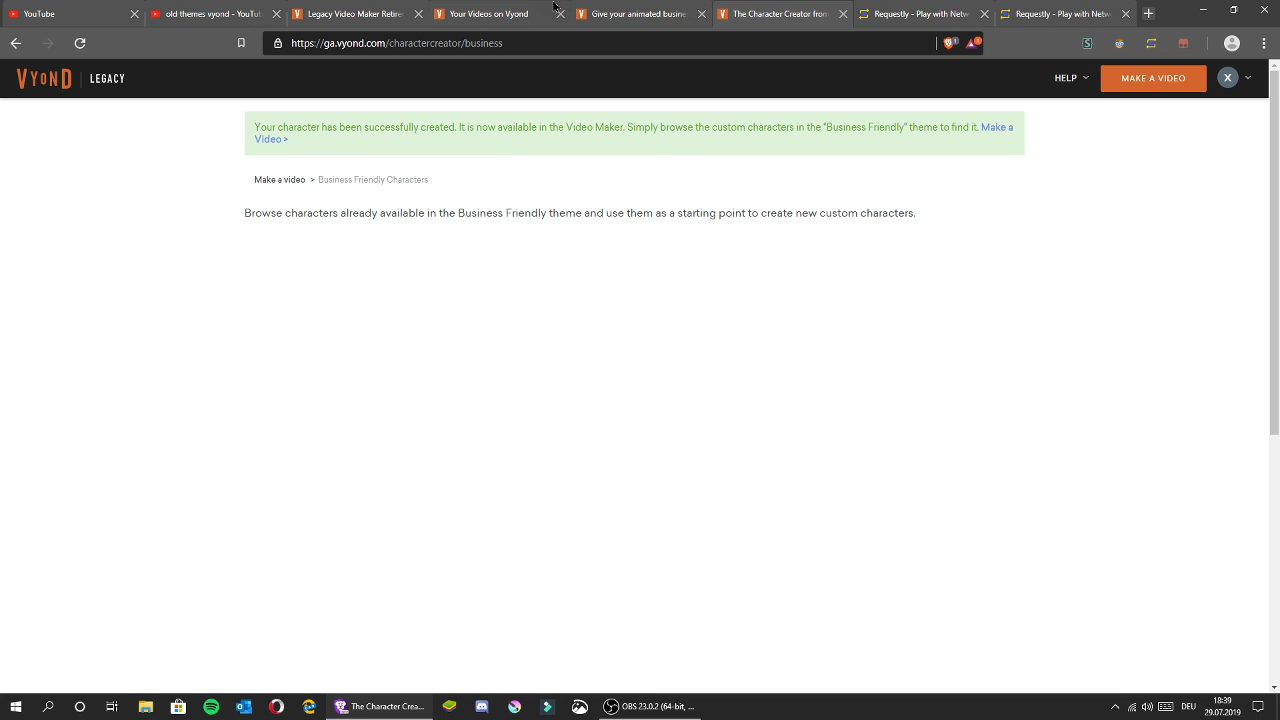 YouTube
old themes vyond - YouTu
Legacy Video Maker Retire
Your Videos on Vyond
Give your animated busine
The Character Creator from
Requestly - Play with Netw
Requestly - Play with Netw
https://ga.vyond.com/charactercreator/business
VYOND LEGACY
HELP
MAKE A VIDEO
X
Your character has been successfully created. It is now available in the Video Maker. Simply browse the custom characters in the "Business Friendly" theme to find it. Make a
Video >
Make a video > Business Friendly Characters
Browse characters already available in the Business Friendly theme and use them as a starting point to create new custom characters.
The Character Crea...
OBS 23.0.2 (64-bit, ...
DEU
18:39
29.07.2019